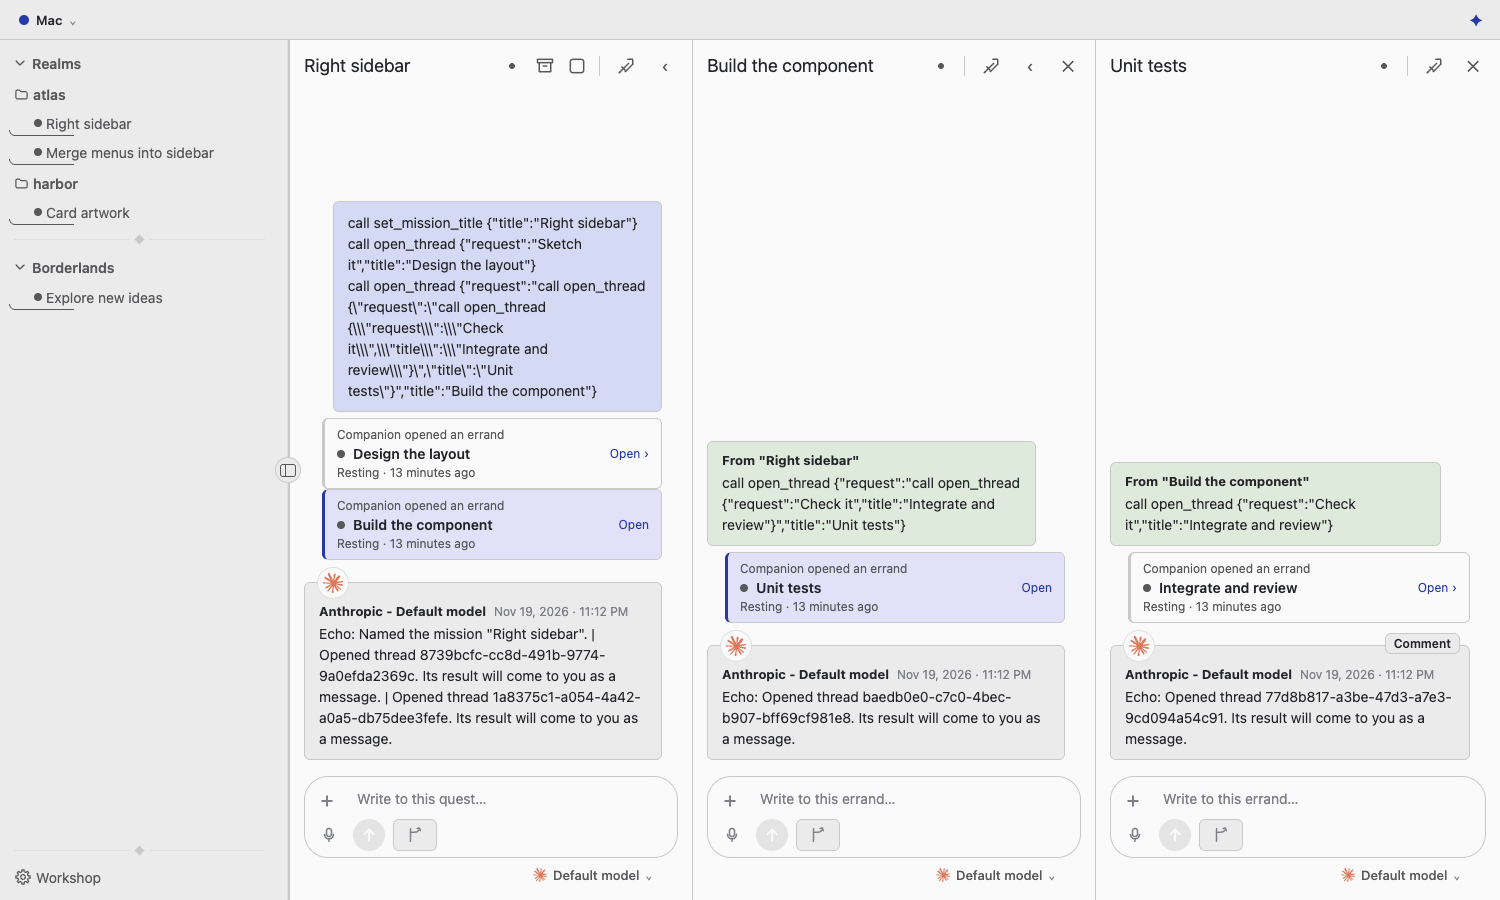 Mac
Realms
atlas
Right sidebar
Merge menus into sidebar
harbor
Card artwork
Borderlands
Explore new ideas
Workshop
Right sidebar
call set_mission_title {"title":"Right sidebar"}
call open_thread {"request":"Sketch
it","title":"Design the layout"}
call open_thread {"request":"call open_thread
{\"request\":\"call open_thread
{\\\"request\\\":\\\"Check
it\\\",\\\"title\\\":\\\"Integrate and
review\\\"}\",\"title\":\"Unit
tests\"}","title":"Build the component"}
Companion opened an errand
Design the layout
Open ›
Resting · 13 minutes ago
Companion opened an errand
Build the component
Open
Resting · 13 minutes ago
Anthropic - Default model Nov 19, 2026 · 11:12 PM
Echo: Named the mission "Right sidebar". |
Opened thread 8739bcfc-cc8d-491b-9774-
9a0efda2369c. Its result will come to you as a
message. | Opened thread 1a8375c1-a054-4a42-
a0a5-db75dee3fefe. Its result will come to you as
a message.
Write to this quest...
Default model
Build the component
From "Right sidebar"
call open_thread {"request":"call open_thread
{"request":"Check it","title":"Integrate and
review"}","title":"Unit tests"}
Companion opened an errand
Unit tests
Open
Resting · 13 minutes ago
Anthropic - Default model Nov 19, 2026 · 11:12 PM
Echo: Opened thread baedb0e0-c7c0-4bec-
b907-bff69cf981e8. Its result will come to you as
a message.
Write to this errand...
Default model
Unit tests
From "Build the component"
call open_thread {"request":"Check
it","title":"Integrate and review"}
Companion opened an errand
Integrate and review
Open ›
Resting · 13 minutes ago
Comment
Anthropic - Default model Nov 19, 2026 · 11:12 PM
Echo: Opened thread 77d8b817-a3be-47d3-a7e3-
9cd094a54c91. Its result will come to you as a
message.
Write to this errand...
Default model